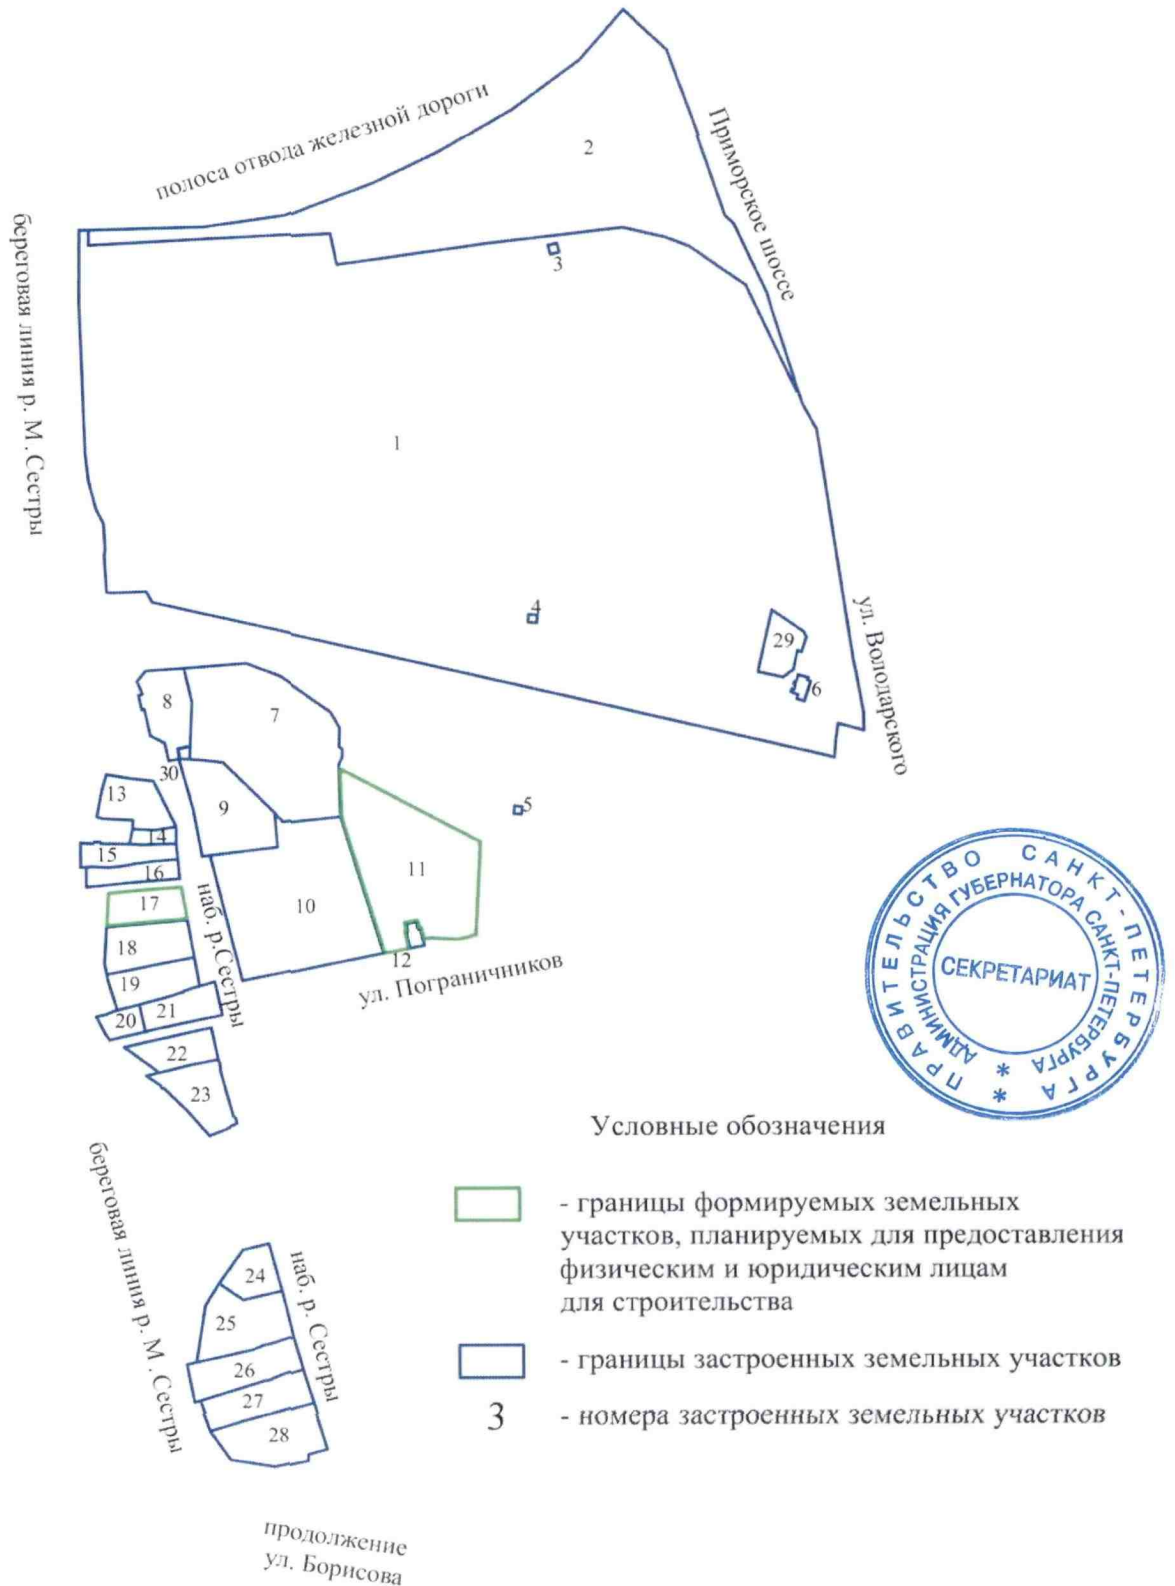 полоса отвода железной дороги
Приморское шоссе
2
береговая линия р. М. Сестры
3
1
4
29
6
ул. Володарского
8
7
30
13
9
5
14
15
16
11
17
10
наб. р.Сестры
18
12
ул. Пограничников
19
20
21
22
23
ПРАВИТЕЛЬСТВО САНКТ-ПЕТЕРБУРГА *
АДМИНИСТРАЦИЯ ГУБЕРНАТОРА САНКТ-ПЕТЕРБУРГА *
СЕКРЕТАРИАТ
Условные обозначения
- границы формируемых земельных
участков, планируемых для предоставления
физическим и юридическим лицам
для строительства
- границы застроенных земельных участков
3 - номера застроенных земельных участков
береговая линия р. М. Сестры
наб. р. Сестры
24
25
26
27
28
продолжение
ул. Борисова